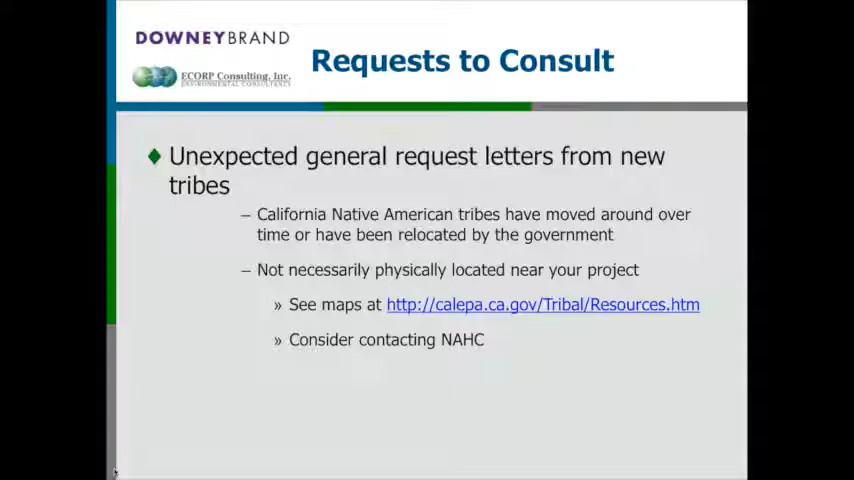 DOWNEYBRAND
ECORP Consulting, Inc.
ENVIRONMENTAL CONSULTANTS
Requests to Consult
♦ Unexpected general request letters from new
tribes
– California Native American tribes have moved around over
time or have been relocated by the government
– Not necessarily physically located near your project
» See maps at http://calepa.ca.gov/Tribal/Resources.htm
» Consider contacting NAHC